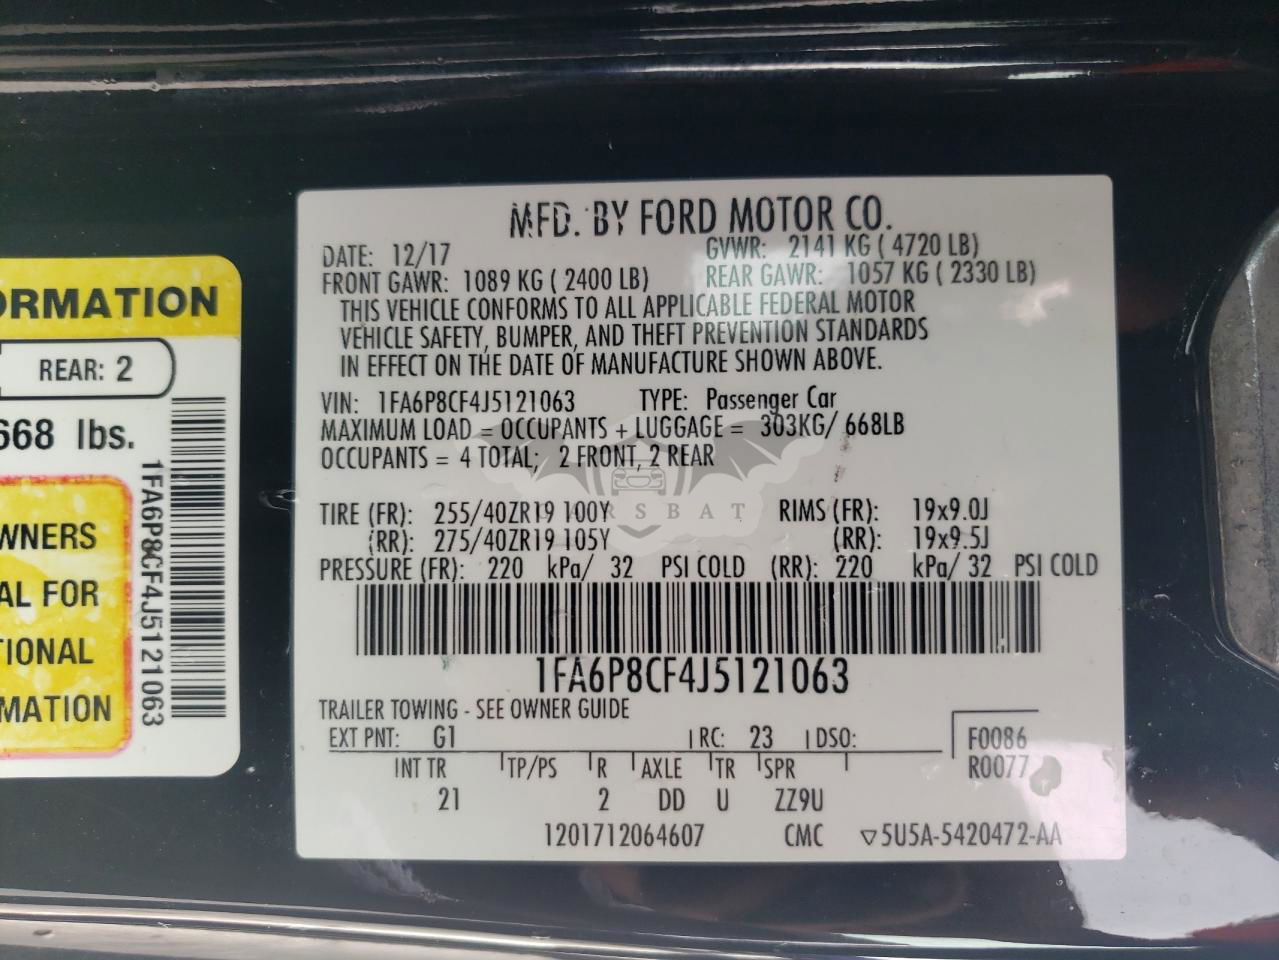 ORMATION
REAR: 2
668 lbs.
WNERS
AL FOR
TIONAL
MATION
1FA6P8CF4J5121063
MFD. BY FORD MOTOR CO.
DATE: 12/17 GVWR: 2141 KG ( 4720 LB)
FRONT GAWR: 1089 KG ( 2400 LB) REAR GAWR: 1057 KG ( 2330 LB)
THIS VEHICLE CONFORMS TO ALL APPLICABLE FEDERAL MOTOR
VEHICLE SAFETY, BUMPER, AND THEFT PREVENTION STANDARDS
IN EFFECT ON THE DATE OF MANUFACTURE SHOWN ABOVE.
VIN: 1FA6P8CF4J5121063 TYPE: Passenger Car
MAXIMUM LOAD = OCCUPANTS + LUGGAGE = 303KG/ 668LB
OCCUPANTS = 4 TOTAL; 2 FRONT, 2 REAR
CARSBAT
TIRE (FR): 255/40ZR19 100Y RIMS (FR): 19x9.0J
(RR): 275/40ZR19 105Y (RR): 19x9.5J
PRESSURE (FR): 220 kPa/ 32 PSI COLD (RR): 220 kPa/ 32 PSI COLD
1FA6P8CF4J5121063
TRAILER TOWING - SEE OWNER GUIDE
EXT PNT: G1 RC: 23 DSO: F0086
INT TR TP/PS R AXLE TR SPR R0077
21 2 DD U ZZ9U
1201712064607 CMC ▽5U5A-5420472-AA